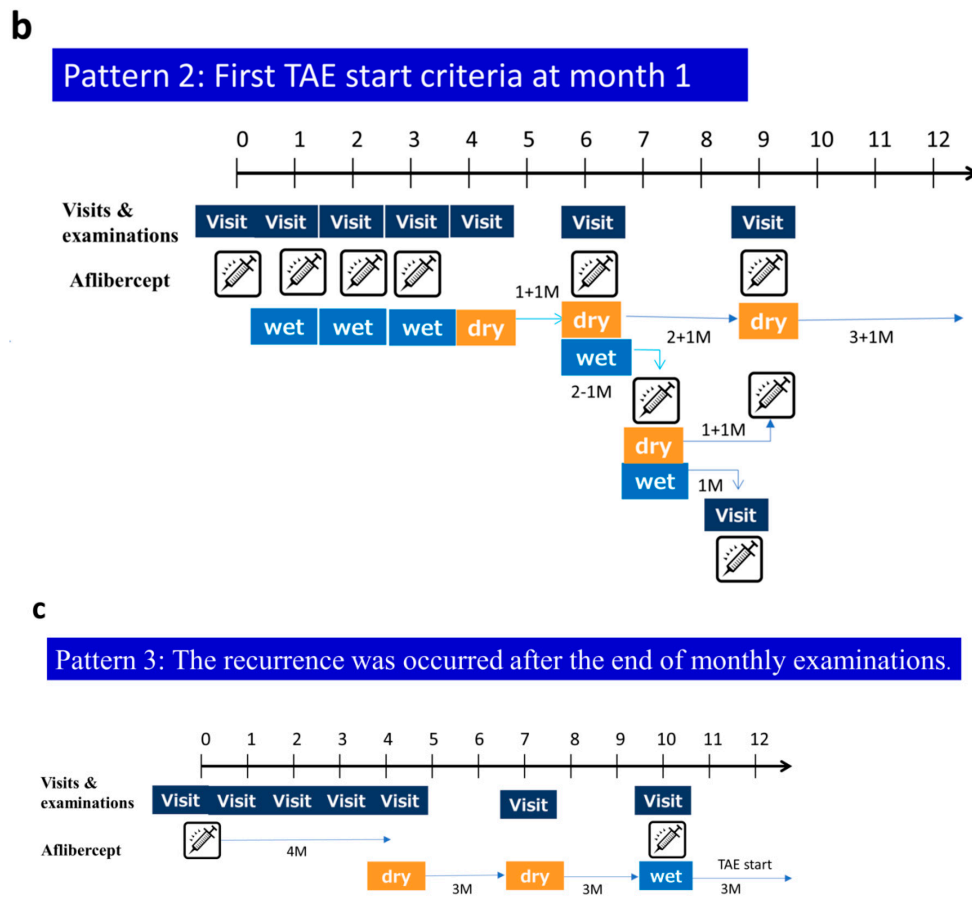 b
Pattern 2: First TAE start criteria at month 1
0 1 2 3 4 5 6 7 8 9 10 11 12
Visits &
examinations
Visit Visit Visit Visit Visit Visit Visit
Aflibercept
1+1M
wet wet wet dry dry dry
2+1M 3+1M
wet
2-1M
1+1M
dry
wet
1M
Visit
c
Pattern 3: The recurrence was occurred after the end of monthly examinations.
0 1 2 3 4 5 6 7 8 9 10 11 12
Visits &
examinations
Visit Visit Visit Visit Visit Visit Visit
Aflibercept
4M
TAE start
dry dry wet
3M 3M 3M